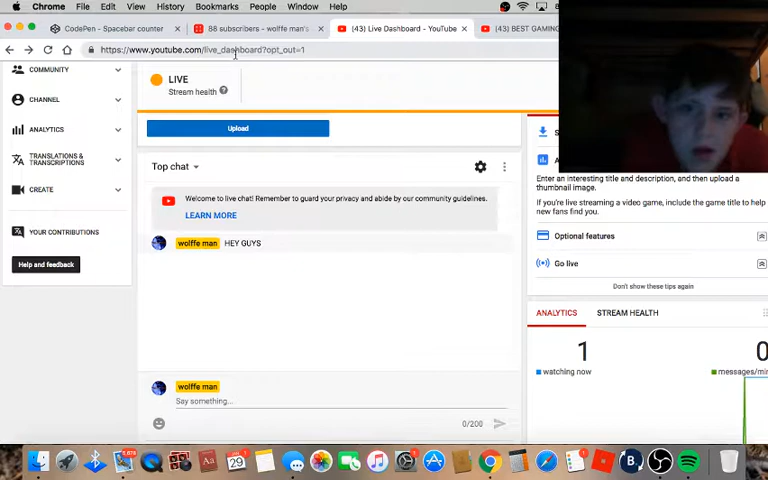 Chrome File Edit View History Bookmarks People Window Help
CodePen - Spacebar counter
88 subscribers - wolffe man's
(43) Live Dashboard - YouTube
(43) BEST GAMING
https://www.youtube.com/live_dashboard?opt_out=1
COMMUNITY
CHANNEL
ANALYTICS
TRANSLATIONS &
TRANSCRIPTIONS
CREATE
YOUR CONTRIBUTIONS
Help and feedback
LIVE
Stream health
Upload
Top chat
Welcome to live chat! Remember to guard your privacy and abide by our community guidelines.
LEARN MORE
wolffe man HEY GUYS
wolffe man
Say something...
0/200
Enter an interesting title and description, and then upload a
thumbnail image.
If you're live streaming a video game, include the game title to help
new fans find you.
Optional features
Go live
Don't show these tips again
ANALYTICS STREAM HEALTH
1
watching now
0
messages/min
JAN
29